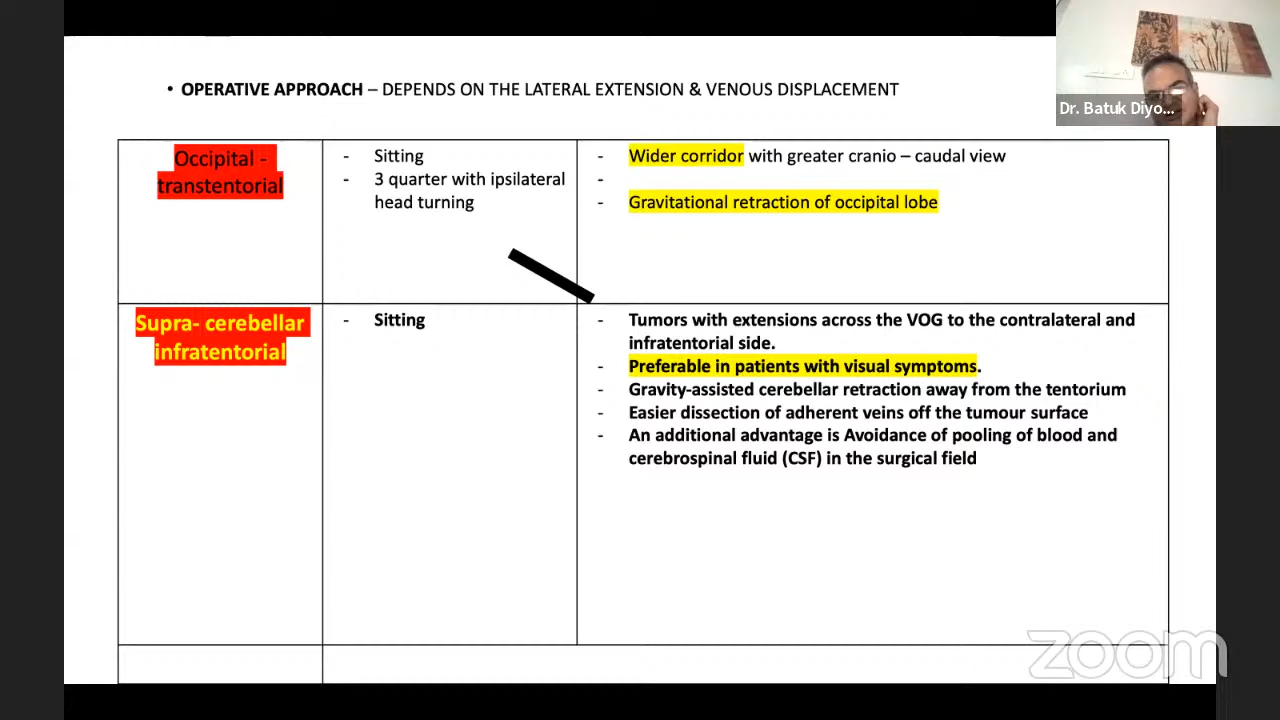 • OPERATIVE APPROACH – DEPENDS ON THE LATERAL EXTENSION & VENOUS DISPLACEMENT
Dr. Batuk Diyo...
Occipital -
transtentorial
- Sitting
- 3 quarter with ipsilateral
head turning
- Wider corridor with greater cranio – caudal view
-
- Gravitational retraction of occipital lobe
Supra- cerebellar
infratentorial
- Sitting
- Tumors with extensions across the VOG to the contralateral and
infratentorial side.
- Preferable in patients with visual symptoms.
- Gravity-assisted cerebellar retraction away from the tentorium
- Easier dissection of adherent veins off the tumour surface
- An additional advantage is Avoidance of pooling of blood and
cerebrospinal fluid (CSF) in the surgical field
zoom